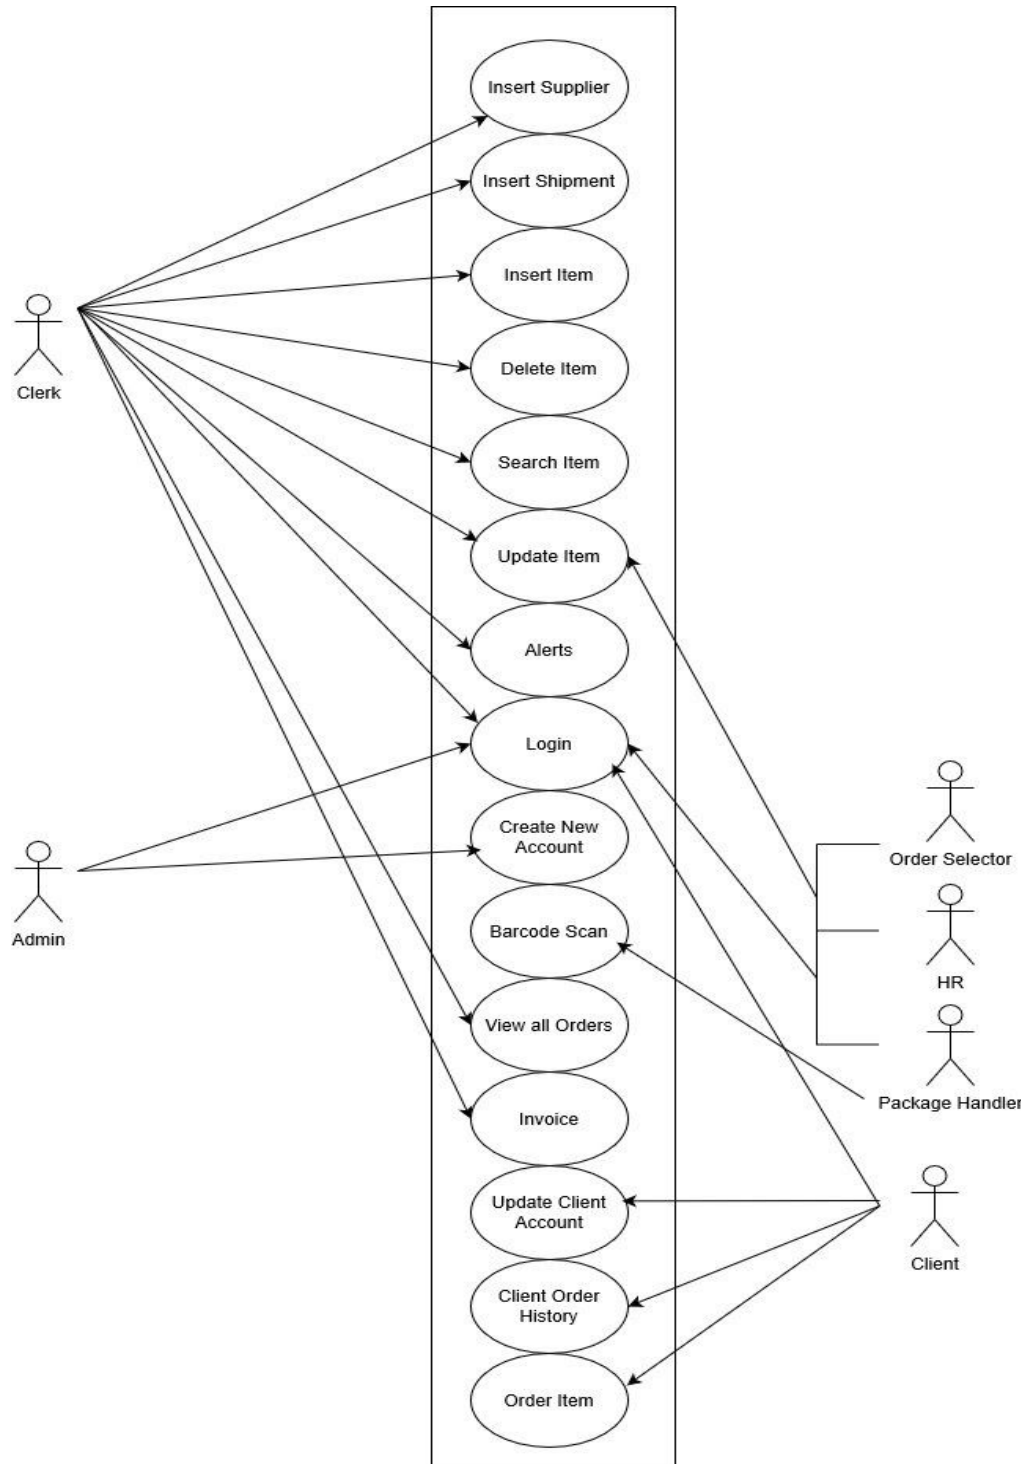 Insert Supplier
Insert Shipment
Insert Item
Clerk
Delete Item
Search Item
Update Item
Alerts
Login
Create New
Account
Order Selector
Admin
Barcode Scan
HR
View all Orders
Package Handler
Invoice
Update Client
Account
Client
Client Order
History
Order Item